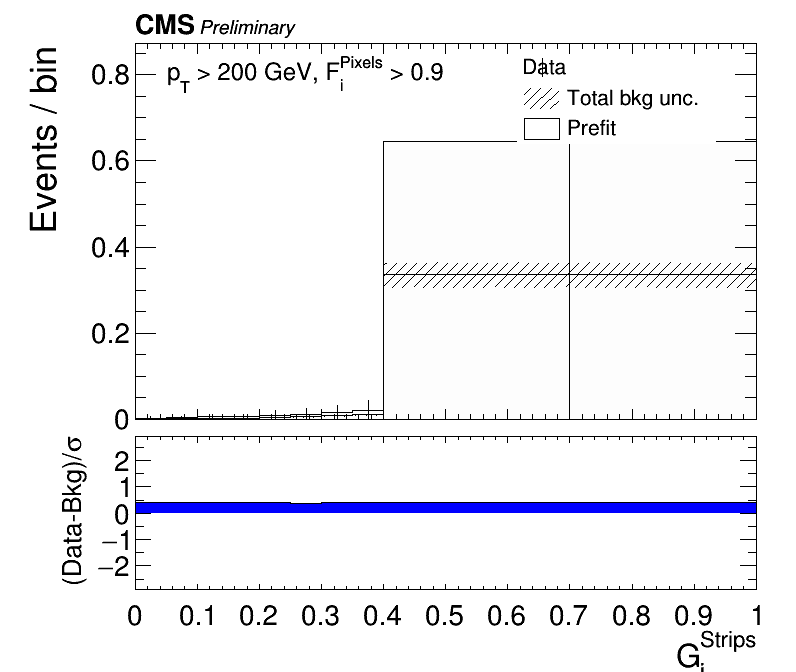 CMS Preliminary
p_T > 200 GeV, F_i^Pixels > 0.9
Data
Total bkg unc.
Prefit
Events / bin
0.8
0.6
0.4
0.2
0
(Data-Bkg)/σ
2
1
0
−1
−2
0 0.1 0.2 0.3 0.4 0.5 0.6 0.7 0.8 0.9 1
G_i^Strips